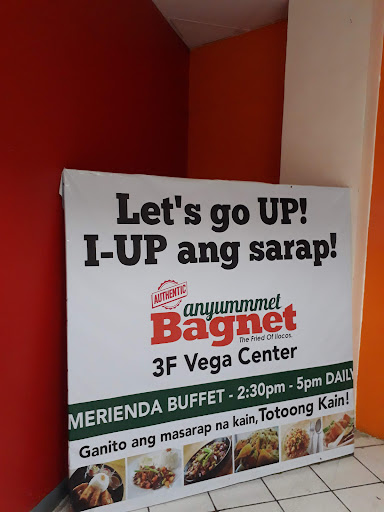 Let's go UP!
I-UP ang sarap!
AUTHENTIC
anyummmet
Bagnet
The Fried Of Ilocos.
3F Vega Center
MERIENDA BUFFET - 2:30pm - 5pm DAILY
Ganito ang masarap na kain, Totoong Kain!